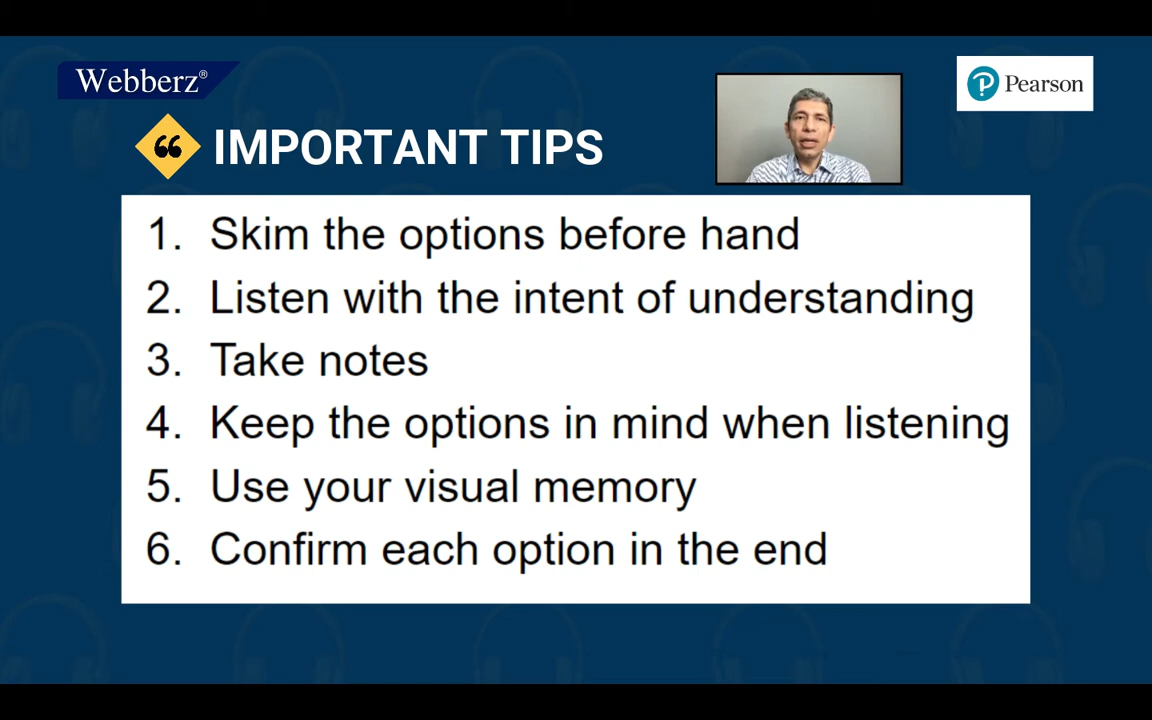 Webberz®
Pearson
IMPORTANT TIPS
1. Skim the options before hand
2. Listen with the intent of understanding
3. Take notes
4. Keep the options in mind when listening
5. Use your visual memory
6. Confirm each option in the end